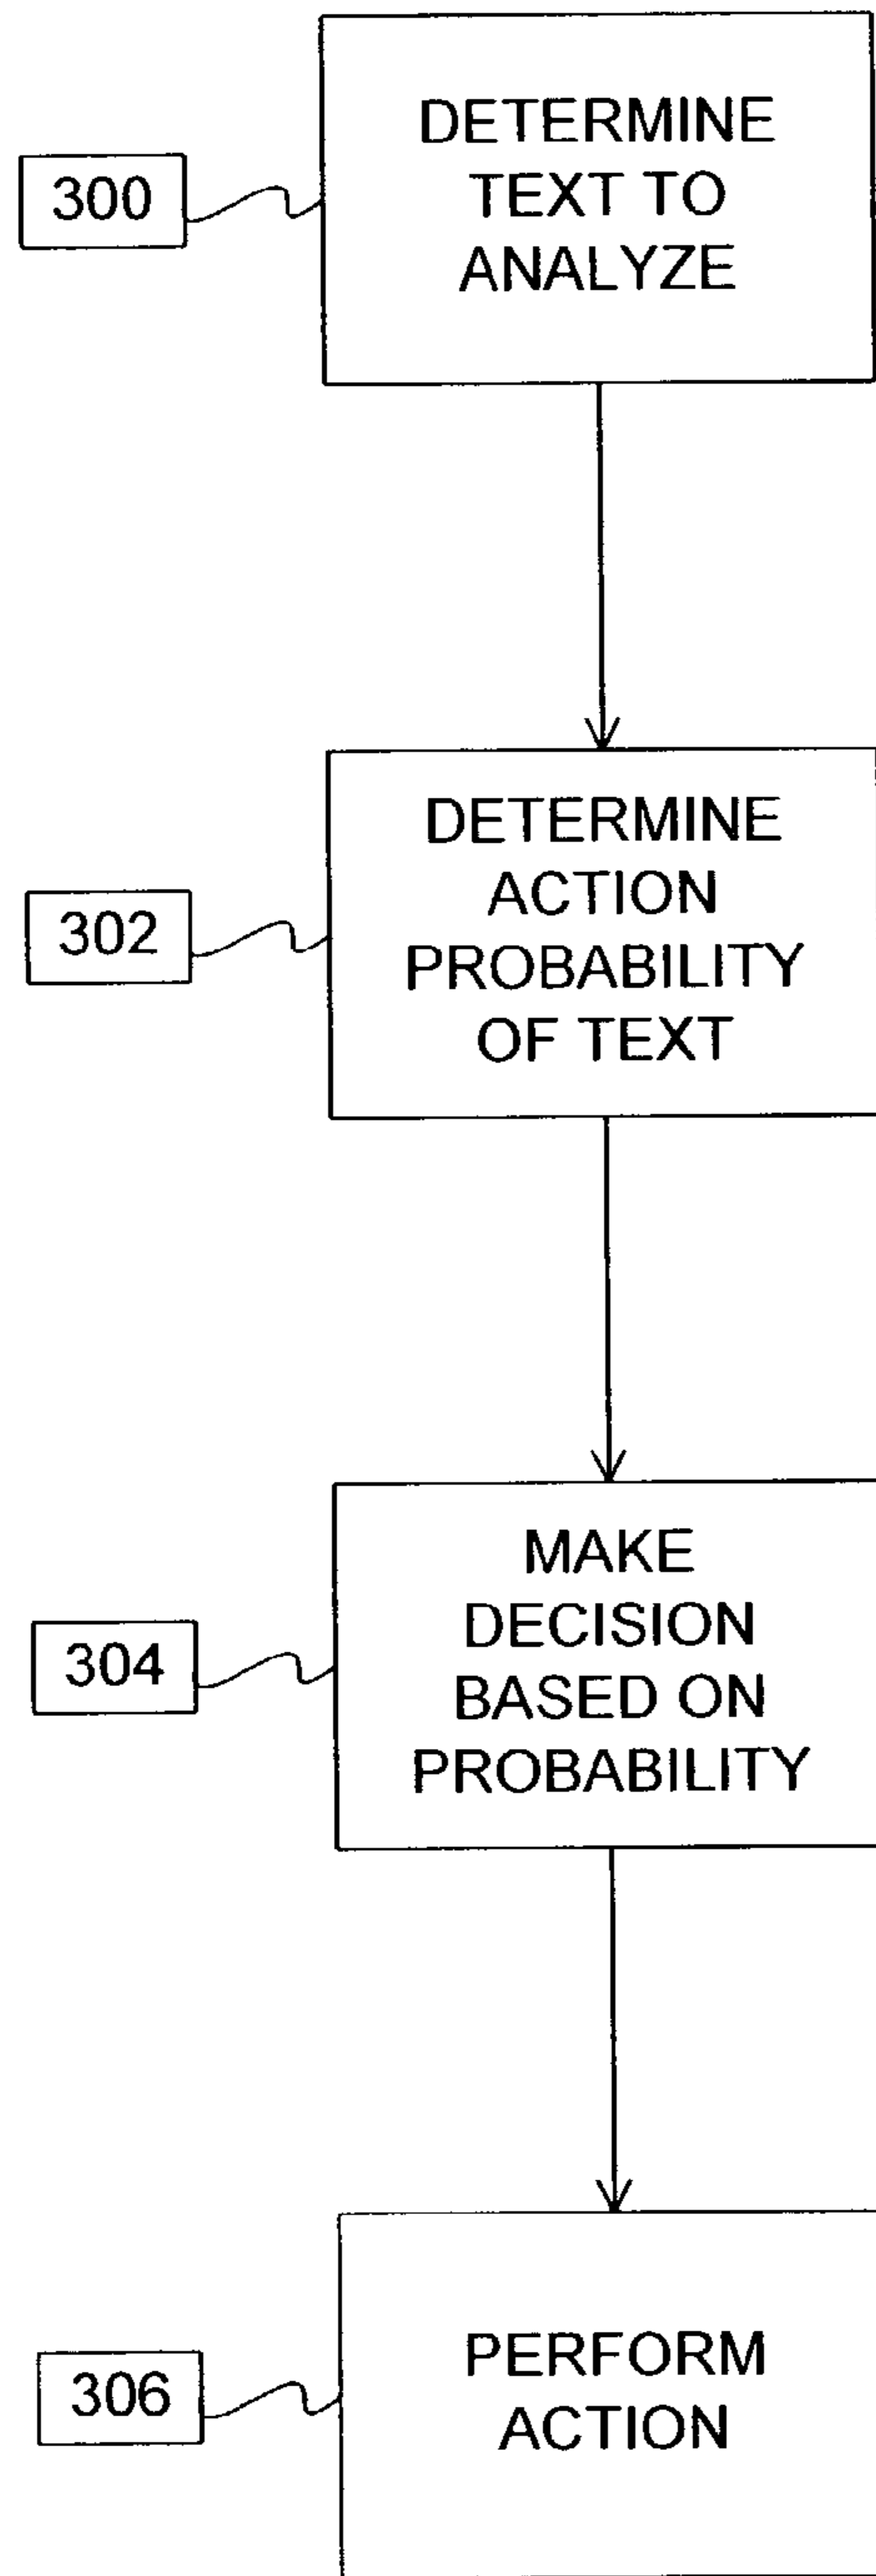 DETERMINE
TEXT TO
ANALYZE
300
DETERMINE
ACTION
PROBABILITY
OF TEXT
302
MAKE
DECISION
BASED ON
PROBABILITY
304
PERFORM
ACTION
306